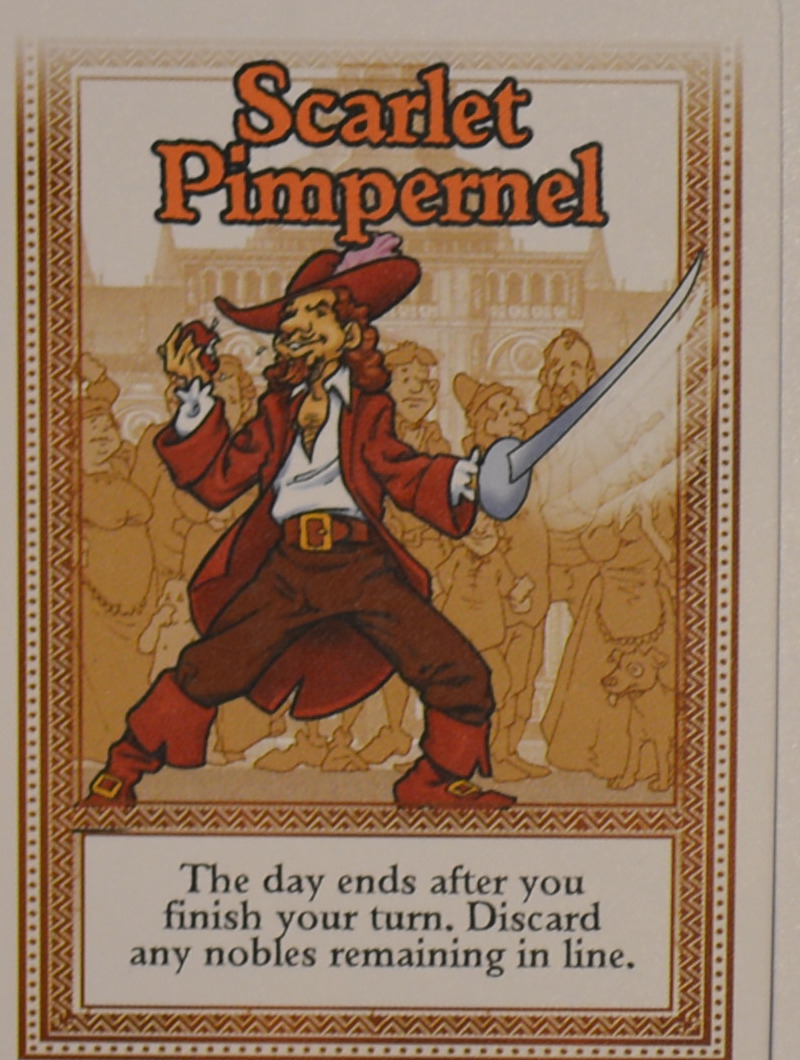 Scarlet
Pimpernel
The day ends after you
finish your turn. Discard
any nobles remaining in line.